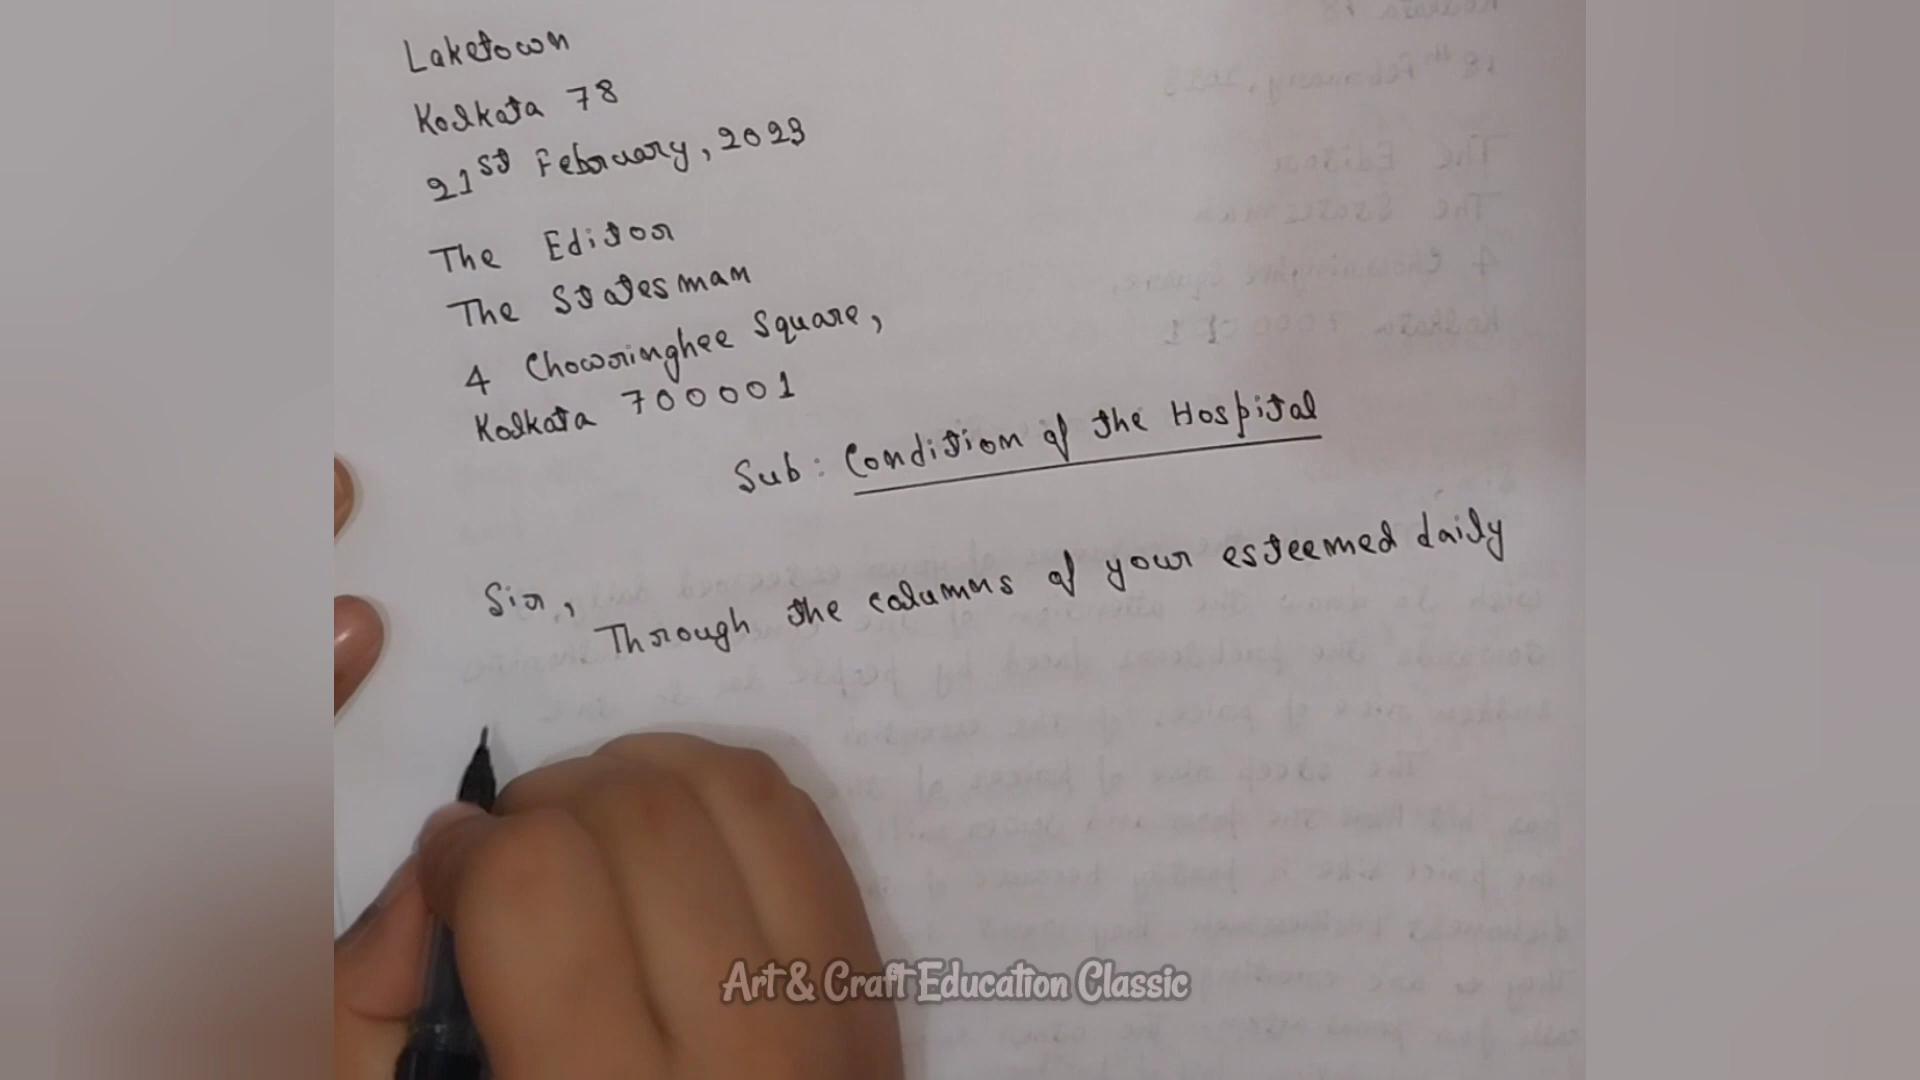 Laketown
Kolkata 78
21st February, 2023
The Editor
The Statesman
4 Chowringhee Square,
Kolkata 700001
Sub: Condition of the Hospital
Sir,
Through the columns of your esteemed daily
Art & Craft Education Classic